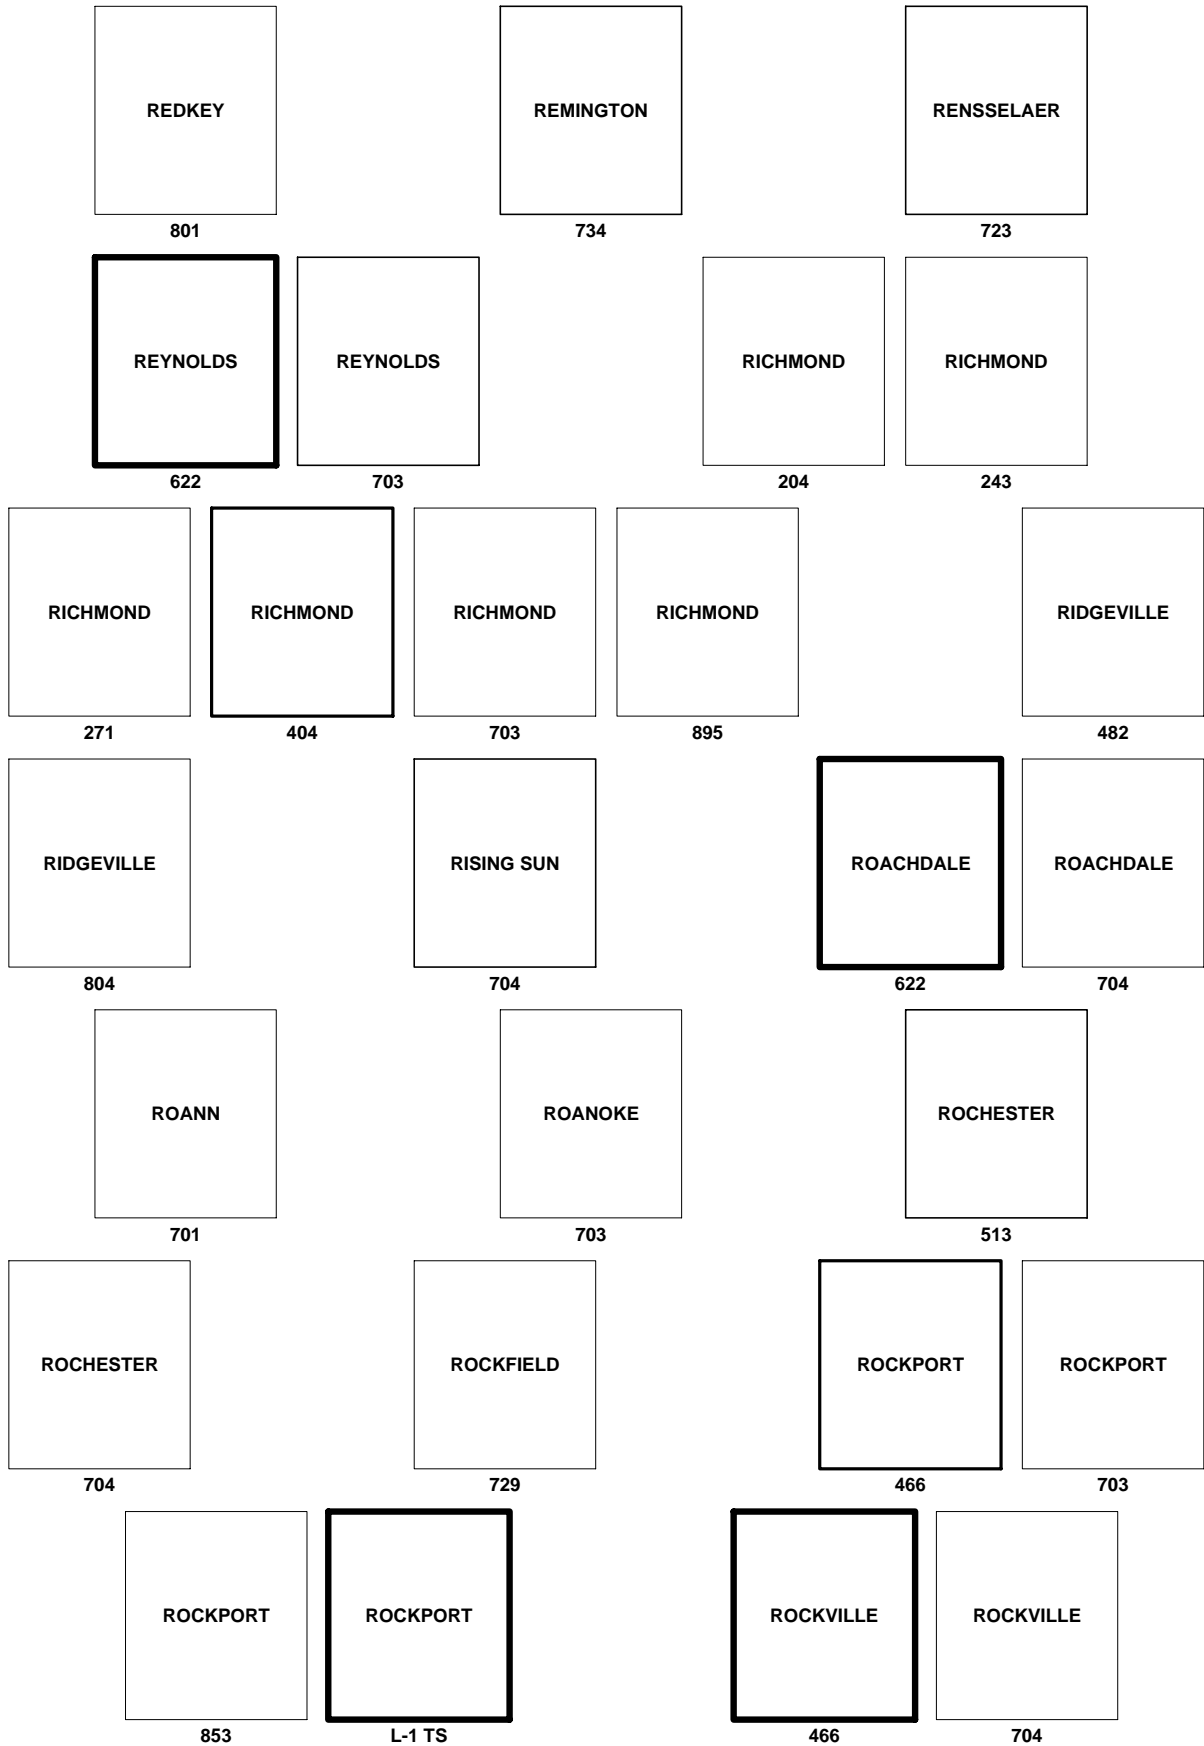 REDKEY REMINGTON RENSSELAER
801 734 723
REYNOLDS REYNOLDS RICHMOND RICHMOND
622 703 204 243
RICHMOND RICHMOND RICHMOND RICHMOND RIDGEVILLE
271 404 703 895 482
RIDGEVILLE RISING SUN ROACHDALE ROACHDALE
804 704 622 704
ROANN ROANOKE ROCHESTER
701 703 513
ROCHESTER ROCKFIELD ROCKPORT ROCKPORT
704 729 466 703
ROCKPORT ROCKPORT ROCKVILLE ROCKVILLE
853 L-1 TS 466 704